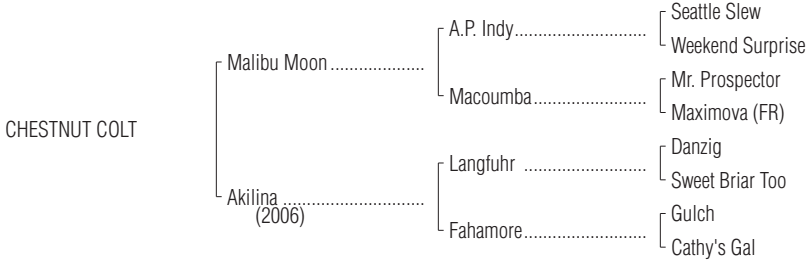 Seattle Slew
A.P. Indy..............................
Weekend Surprise
Malibu Moon .....................
Mr. Prospector
Macoumba..........................
Maximova (FR)
CHESTNUT COLT
Danzig
Langfuhr ............................
Sweet Briar Too
Akilina ................................
(2006)
Gulch
Fahamore............................
Cathy's Gal